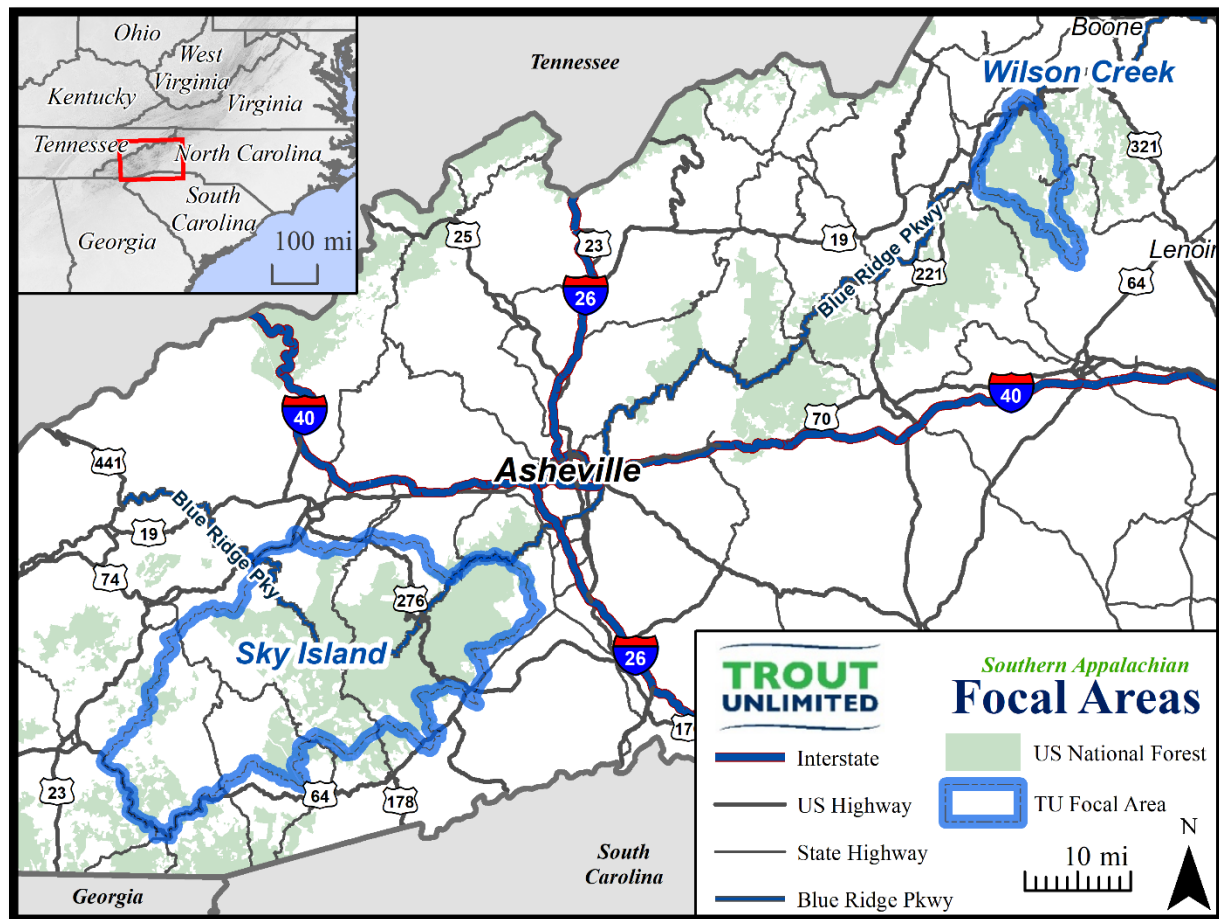 Ohio
West
Virginia
Kentucky
Virginia
Tennessee
North Carolina
South
Carolina
Georgia
100 mi
Tennessee
Boone
Wilson Creek
321
25
23
19
Blue Ridge Pkwy
221
Lenoir
64
26
40
40
70
Asheville
441
Blue Ridge Pky
19
74
276
Sky Island
26
23
64
178
South
Carolina
Georgia
TROUT
UNLIMITED
Southern Appalachian
Focal Areas
Interstate
US National Forest
US Highway
TU Focal Area
State Highway
Blue Ridge Pkwy
10 mi
N